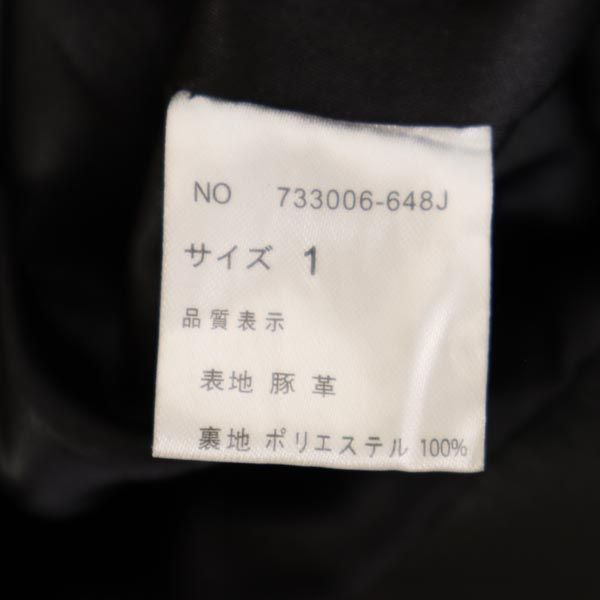 NO 733006-648J
サイズ 1
品質表示
表地 豚革
裏地 ポリエステル 100%